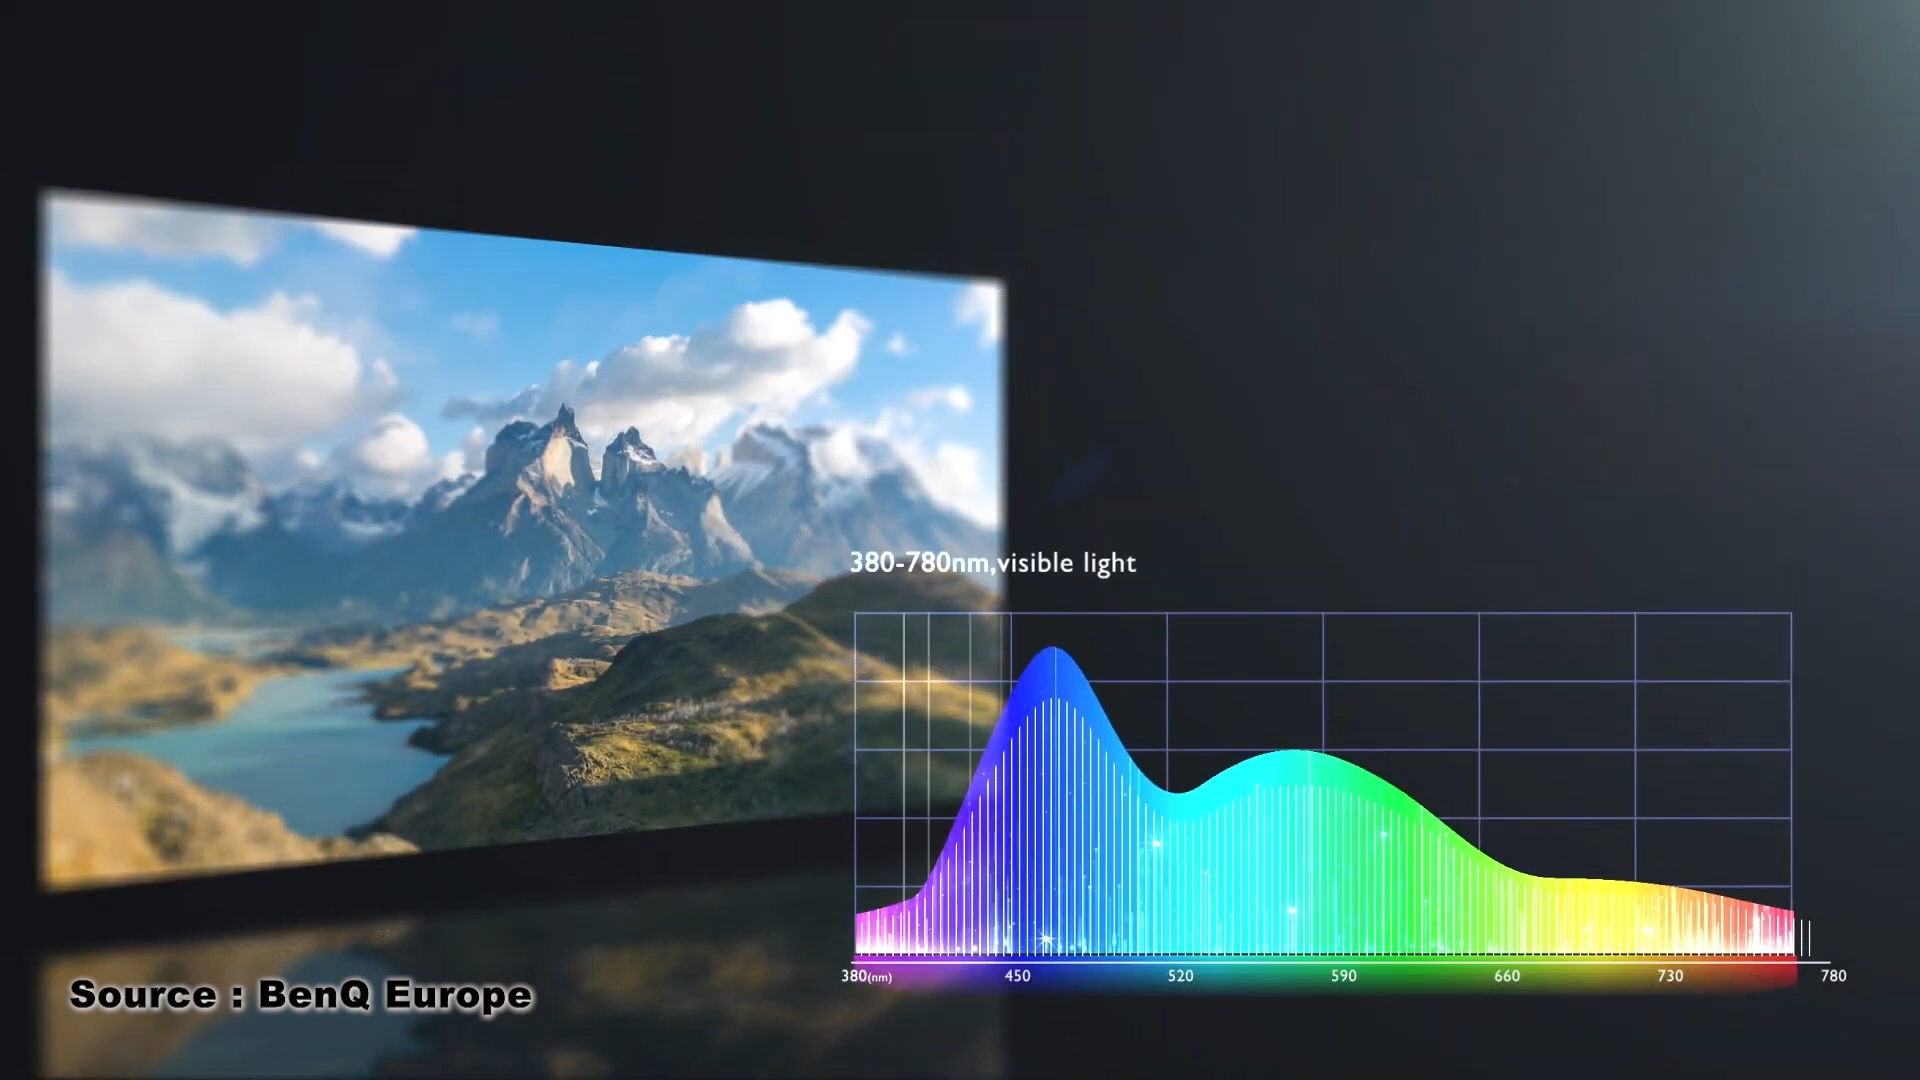 380-780nm,visible light
380(nm) 450 520 590 660 730 780
Source : BenQ Europe